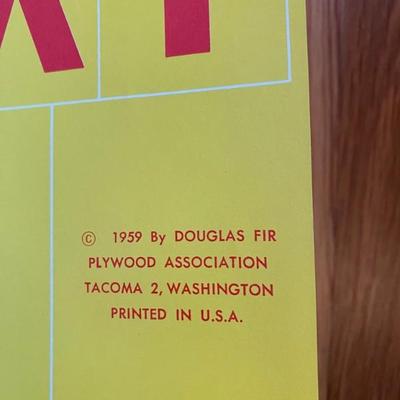 © 1959 By DOUGLAS FIR
PLYWOOD ASSOCIATION
TACOMA 2, WASHINGTON
PRINTED IN U.S.A.